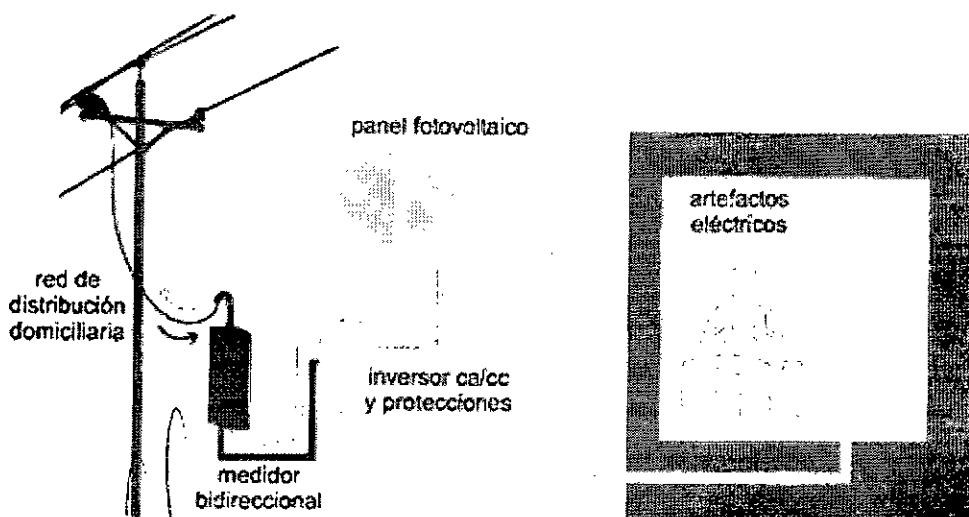 panel fotovoltaico
artefactos
eléctricos
red de
distribución
domiciliaria
inversor ca/cc
y protecciones
medidor
bidireccional